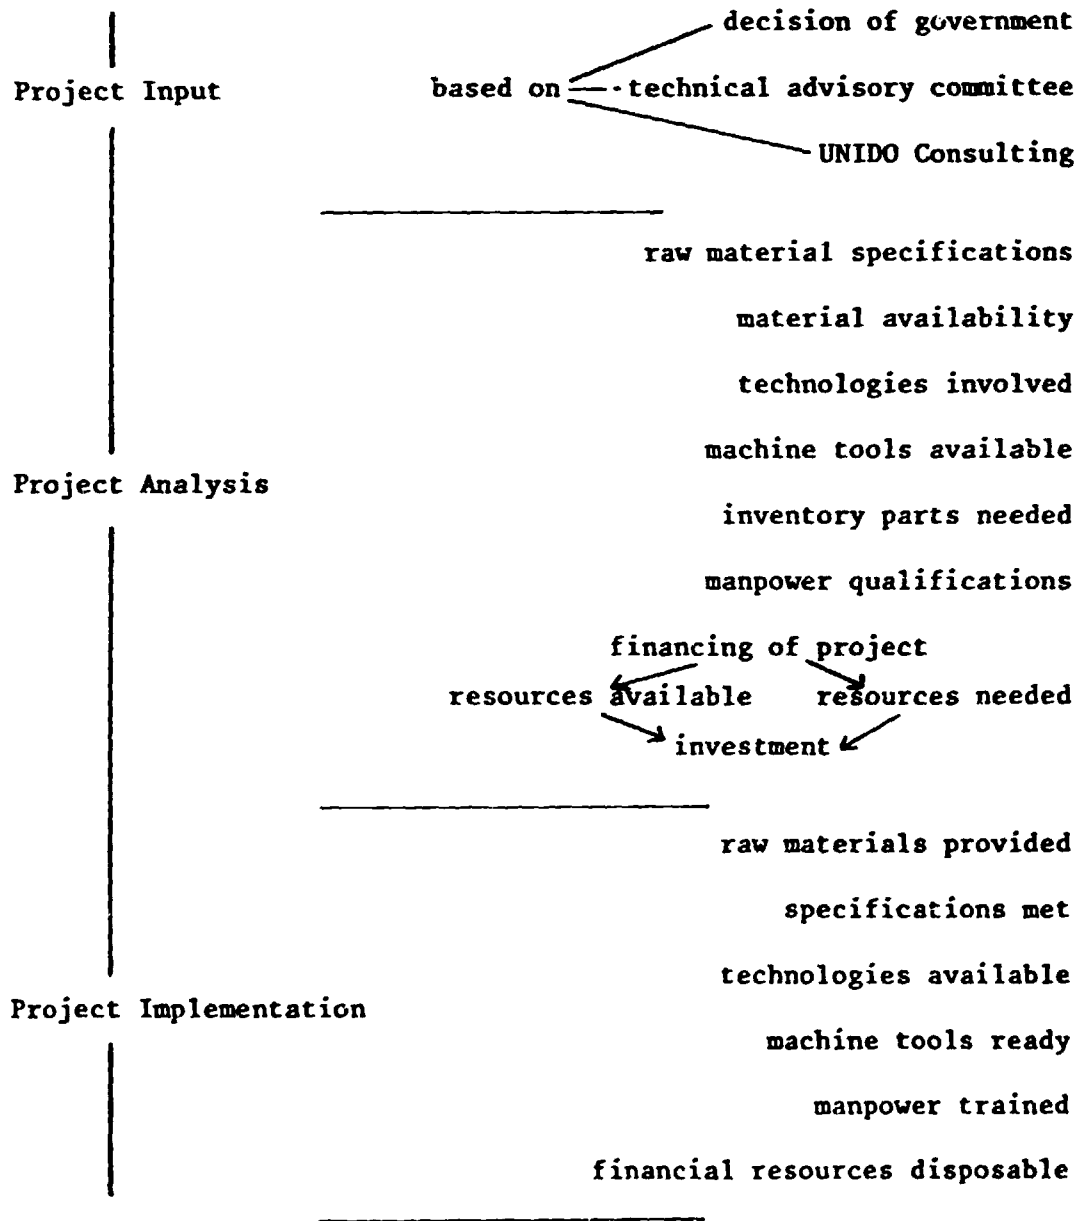 decision of government
Project Input based on technical advisory committee
UNIDO Consulting
raw material specifications
material availability
technologies involved
machine tools available
Project Analysis
inventory parts needed
manpower qualifications
financing of project
resources available resources needed
investment
raw materials provided
specifications met
technologies available
Project Implementation
machine tools ready
manpower trained
financial resources disposable